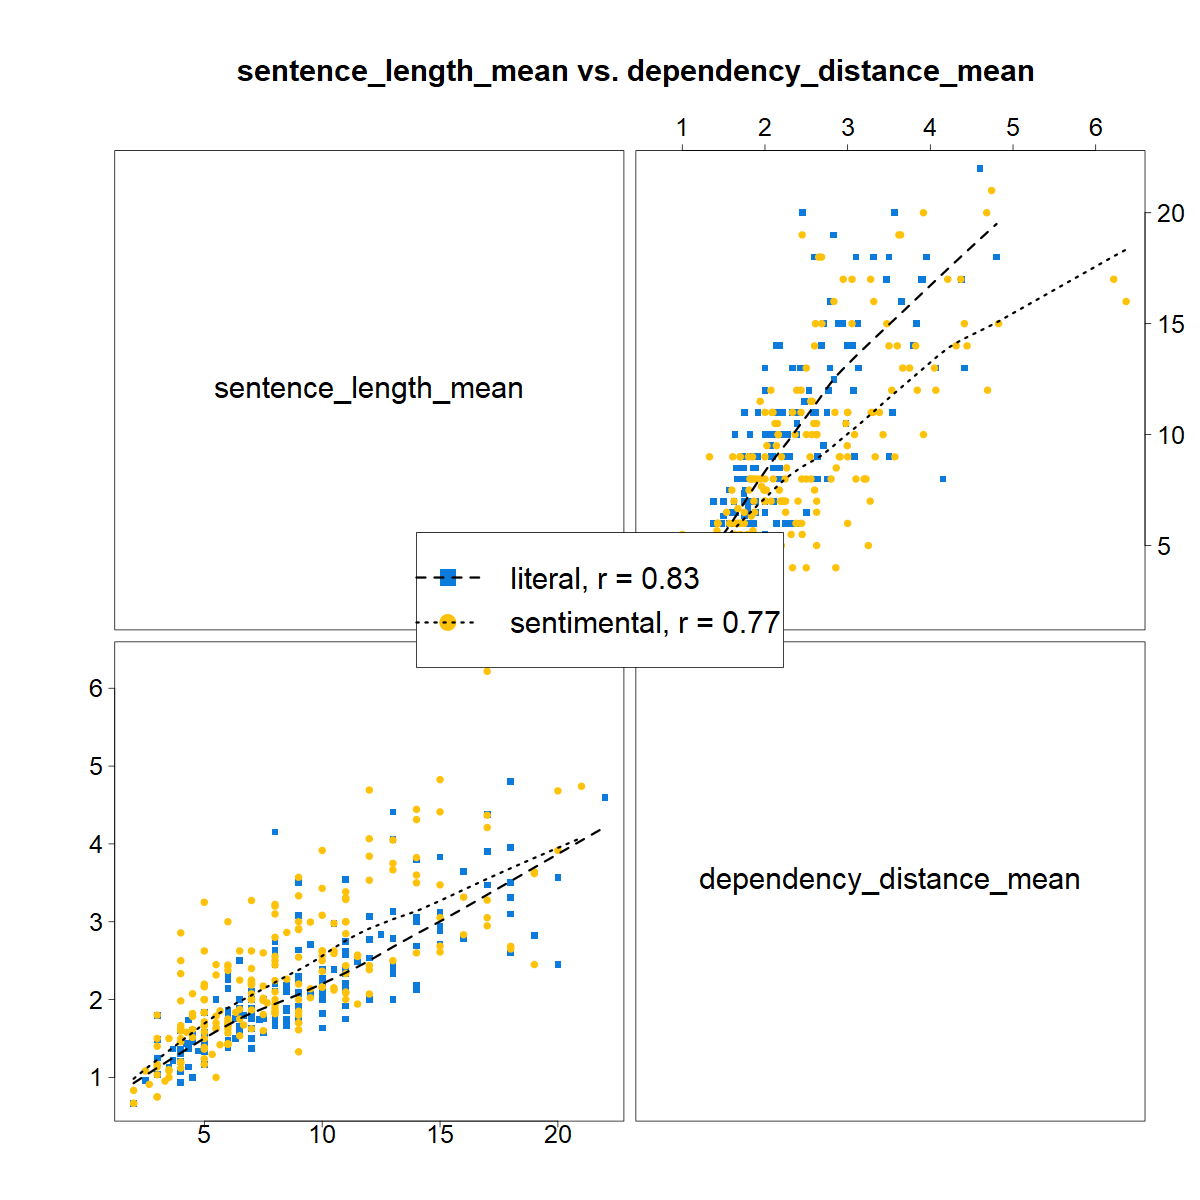 sentence_length_mean vs. dependency_distance_mean
1 2 3 4 5 6
sentence_length_mean
20
15
10
5
literal, r = 0.83
sentimental, r = 0.77
6
5
4
3
2
1
dependency_distance_mean
5 10 15 20